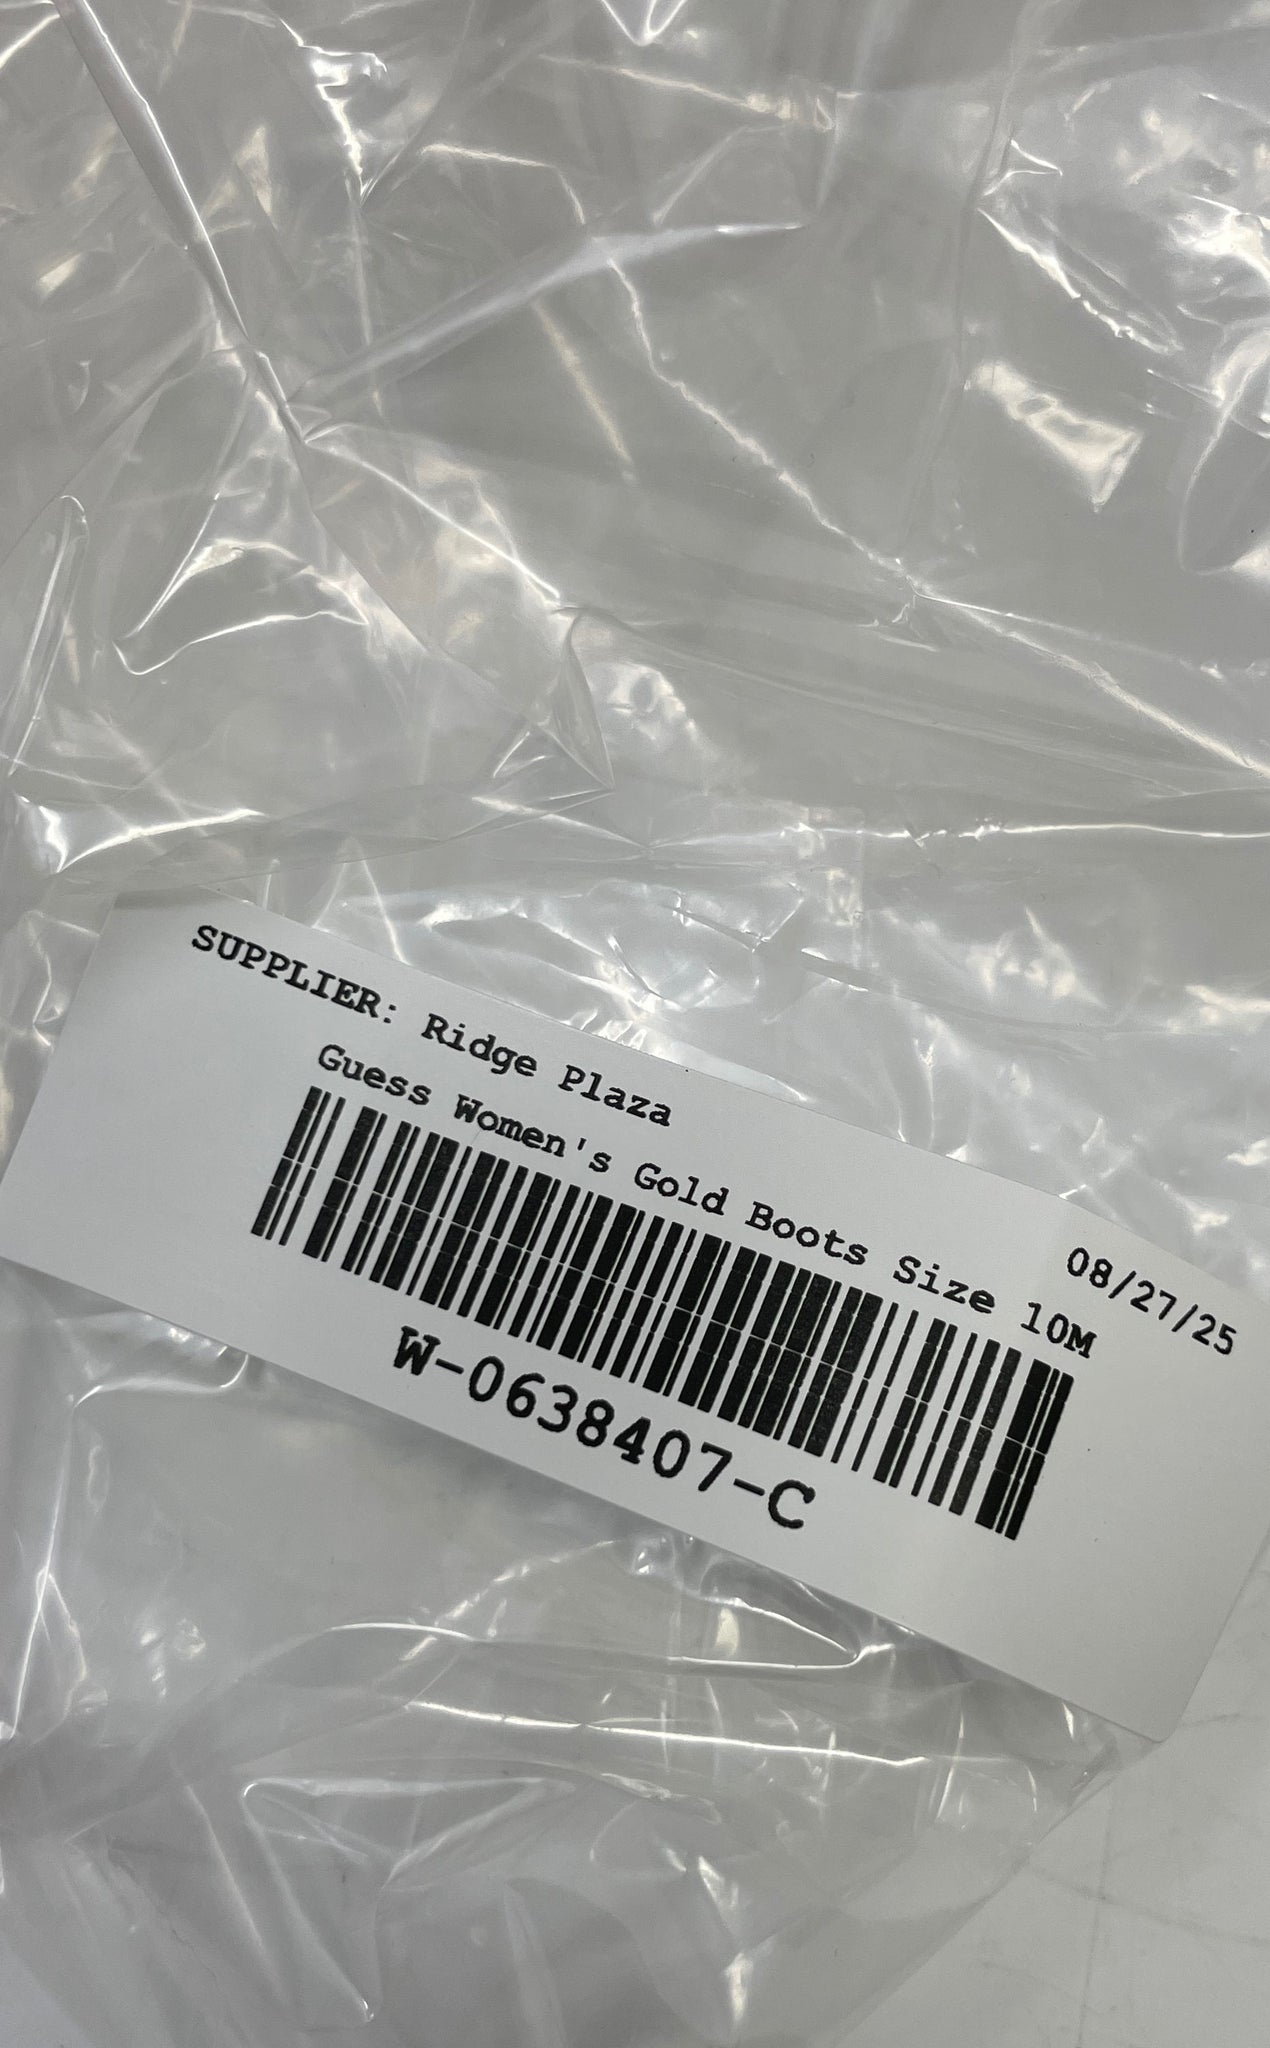 SUPPLIER: Ridge Plaza
Guess Women's Gold Boots Size 10M
08/27/25
W-0638407-C